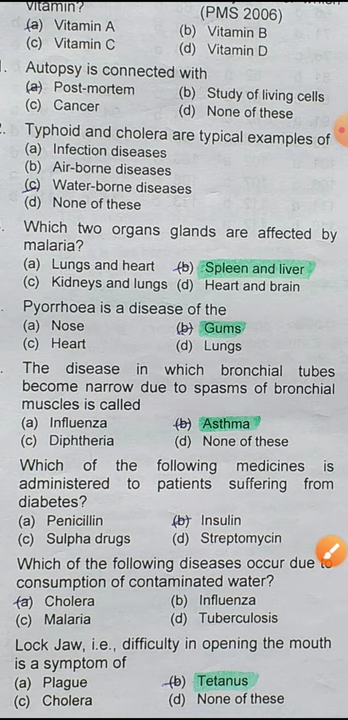 vitamin?
(PMS 2006)
(a) Vitamin A (b) Vitamin B
(c) Vitamin C (d) Vitamin D
. Autopsy is connected with
(a) Post-mortem (b) Study of living cells
(c) Cancer (d) None of these
. Typhoid and cholera are typical examples of
(a) Infection diseases
(b) Air-borne diseases
(c) Water-borne diseases
(d) None of these
. Which two organs glands are affected by
malaria?
(a) Lungs and heart (b) Spleen and liver
(c) Kidneys and lungs (d) Heart and brain
. Pyorrhoea is a disease of the
(a) Nose (b) Gums
(c) Heart (d) Lungs
. The disease in which bronchial tubes
become narrow due to spasms of bronchial
muscles is called
(a) Influenza (b) Asthma
(c) Diphtheria (d) None of these
Which of the following medicines is
administered to patients suffering from
diabetes?
(a) Penicillin (b) Insulin
(c) Sulpha drugs (d) Streptomycin
Which of the following diseases occur due to
consumption of contaminated water?
(a) Cholera (b) Influenza
(c) Malaria (d) Tuberculosis
Lock Jaw, i.e., difficulty in opening the mouth
is a symptom of
(a) Plague (b) Tetanus
(c) Cholera (d) None of these